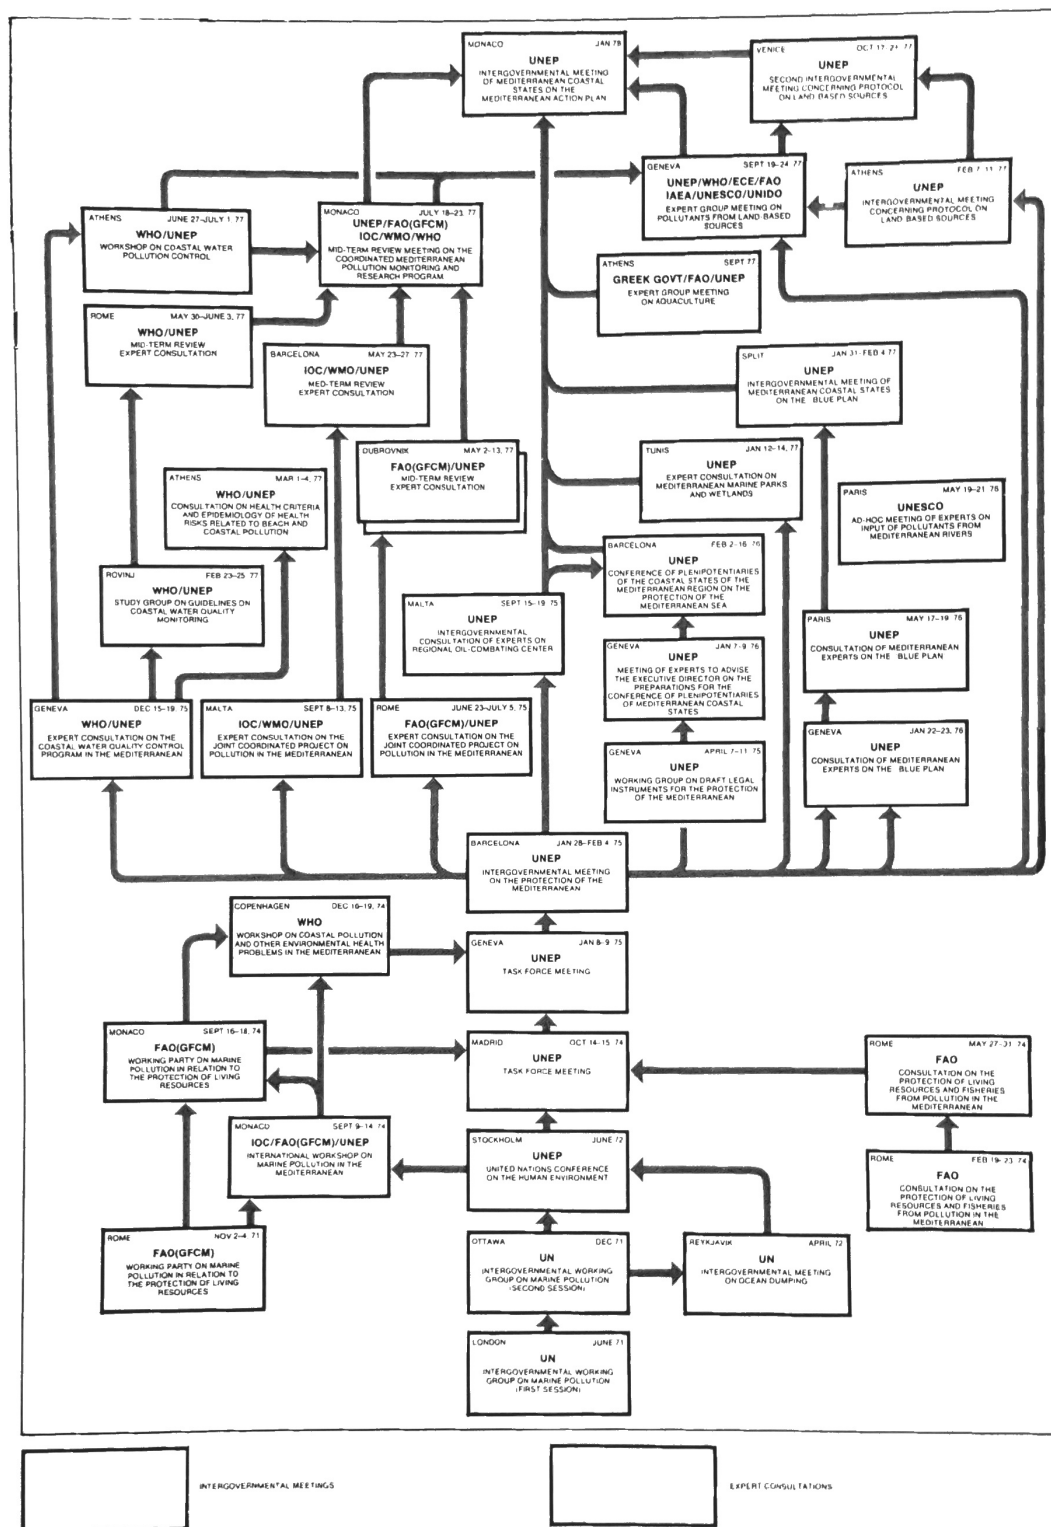 MONACO JAN 78
UNEP
INTERGOVERNMENTAL MEETING
OF MEDITERRANEAN COASTAL
STATES ON THE
MEDITERRANEAN ACTION PLAN
VENICE OCT 17-21 77
UNEP
SECOND INTERGOVERNMENTAL
MEETING CONCERNING PROTOCOL
ON LAND BASED SOURCES
GENEVA SEPT 19-24 77
UNEP/WHO/ECE/FAO
IAEA/UNESCO/UNIDO
EXPERT GROUP MEETING ON
POLLUTANTS FROM LAND-BASED
SOURCES
ATHENS FEB 7-11 77
UNEP
INTERGOVERNMENTAL MEETING
CONCERNING PROTOCOL ON
LAND BASED SOURCES
ATHENS JUNE 27-JULY 1, 77
WHO/UNEP
WORKSHOP ON COASTAL WATER
POLLUTION CONTROL
MONACO JULY 18-23, 77
UNEP/FAO(GFCM)
IOC/WMO/WHO
MID-TERM REVIEW MEETING ON THE
COORDINATED MEDITERRANEAN
POLLUTION MONITORING AND
RESEARCH PROGRAM
ATHENS SEPT 77
GREEK GOVT/FAO/UNEP
EXPERT GROUP MEETING
ON AQUACULTURE
ROME MAY 30-JUNE 3, 77
WHO/UNEP
MID-TERM REVIEW
EXPERT CONSULTATION
BARCELONA MAY 23-27 77
IOC/WMO/UNEP
MED-TERM REVIEW
EXPERT CONSULTATION
SPLIT JAN 31-FEB 4 77
UNEP
INTERGOVERNMENTAL MEETING OF
MEDITERRANEAN COASTAL STATES
ON THE BLUE PLAN
DUBROVNIK MAY 2-13, 77
FAO(GFCM)/UNEP
MID-TERM REVIEW
EXPERT CONSULTATION
TUNIS JAN 12-14, 77
UNEP
EXPERT CONSULTATION ON
MEDITERRANEAN MARINE PARKS
AND WETLANDS
ATHENS MAR 1-4, 77
WHO/UNEP
CONSULTATION ON HEALTH CRITERIA
AND EPIDEMIOLOGY OF HEALTH
RISKS RELATED TO BEACH AND
COASTAL POLLUTION
PARIS MAY 19-21 76
UNESCO
AD-HOC MEETING OF EXPERTS ON
INPUT OF POLLUTANTS FROM
MEDITERRANEAN RIVERS
BARCELONA FEB 2-16 76
UNEP
CONFERENCE OF PLENIPOTENTIARIES
OF THE COASTAL STATES OF THE
MEDITERRANEAN REGION ON THE
PROTECTION OF THE
MEDITERRANEAN SEA
ROVINJ FEB 23-25 77
WHO/UNEP
STUDY GROUP ON GUIDELINES ON
COASTAL WATER QUALITY
MONITORING
MALTA SEPT 15-19 75
UNEP
INTERGOVERNMENTAL
CONSULTATION OF EXPERTS ON
REGIONAL OIL-COMBATING CENTER
PARIS MAY 17-19 76
UNEP
CONSULTATION OF MEDITERRANEAN
EXPERTS ON THE BLUE PLAN
GENEVA JAN 7-9 76
UNEP
MEETING OF EXPERTS TO ADVISE
THE EXECUTIVE DIRECTOR ON THE
PREPARATIONS FOR THE
CONFERENCE OF PLENIPOTENTIARIES
OF MEDITERRANEAN COASTAL
STATES
GENEVA DEC 15-19, 75
WHO/UNEP
EXPERT CONSULTATION ON THE
COASTAL WATER QUALITY CONTROL
PROGRAM IN THE MEDITERRANEAN
MALTA SEPT 8-13, 75
IOC/WMO/UNEP
EXPERT CONSULTATION ON THE
JOINT COORDINATED PROJECT ON
POLLUTION IN THE MEDITERRANEAN
ROME JUNE 23-JULY 5, 75
FAO(GFCM)/UNEP
EXPERT CONSULTATION ON THE
JOINT COORDINATED PROJECT ON
POLLUTION IN THE MEDITERRANEAN
GENEVA JAN 22-23, 76
UNEP
CONSULTATION OF MEDITERRANEAN
EXPERTS ON THE BLUE PLAN
GENEVA APRIL 7-11 75
UNEP
WORKING GROUP ON DRAFT LEGAL
INSTRUMENTS FOR THE PROTECTION
OF THE MEDITERRANEAN
BARCELONA JAN 28-FEB 4 75
UNEP
INTERGOVERNMENTAL MEETING
ON THE PROTECTION OF THE
MEDITERRANEAN
COPENHAGEN DEC 16-19, 74
WHO
WORKSHOP ON COASTAL POLLUTION
AND OTHER ENVIRONMENTAL HEALTH
PROBLEMS IN THE MEDITERRANEAN
GENEVA JAN 8-9 75
UNEP
TASK FORCE MEETING
MONACO SEPT 16-18, 74
FAO(GFCM)
WORKING PARTY ON MARINE
POLLUTION IN RELATION TO
THE PROTECTION OF LIVING
RESOURCES
MADRID OCT 14-15 74
UNEP
TASK FORCE MEETING
ROME MAY 27-31 74
FAO
CONSULTATION ON THE
PROTECTION OF LIVING
RESOURCES AND FISHERIES
FROM POLLUTION IN THE
MEDITERRANEAN
MONACO SEPT 9-14 74
IOC/FAO(GFCM)/UNEP
INTERNATIONAL WORKSHOP ON
MARINE POLLUTION IN THE
MEDITERRANEAN
STOCKHOLM JUNE 72
UNEP
UNITED NATIONS CONFERENCE
ON THE HUMAN ENVIRONMENT
ROME FEB 19-23 74
FAO
CONSULTATION ON THE
PROTECTION OF LIVING
RESOURCES AND FISHERIES
FROM POLLUTION IN THE
MEDITERRANEAN
ROME NOV 2-4, 71
FAO(GFCM)
WORKING PARTY ON MARINE
POLLUTION IN RELATION TO
THE PROTECTION OF LIVING
RESOURCES
OTTAWA DEC 71
UN
INTERGOVERNMENTAL WORKING
GROUP ON MARINE POLLUTION
(SECOND SESSION)
REYKJAVIK APRIL 72
UN
INTERGOVERNMENTAL MEETING
ON OCEAN DUMPING
LONDON JUNE 71
UN
INTERGOVERNMENTAL WORKING
GROUP ON MARINE POLLUTION
(FIRST SESSION)
INTERGOVERNMENTAL MEETINGS
EXPERT CONSULTATIONS